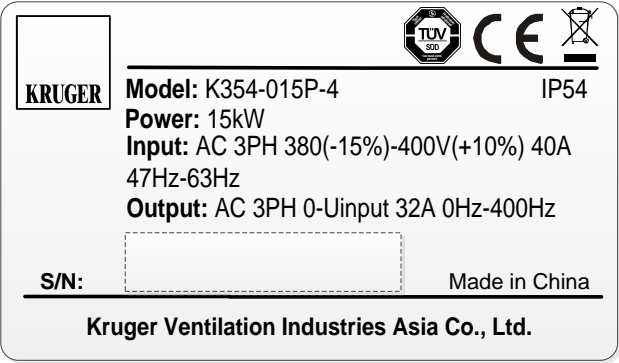 TÜV
SÜD
KRUGER
Model: K354-015P-4 IP54
Power: 15kW
Input: AC 3PH 380(-15%)-400V(+10%) 40A
47Hz-63Hz
Output: AC 3PH 0-Uinput 32A 0Hz-400Hz
S/N: Made in China
Kruger Ventilation Industries Asia Co., Ltd.